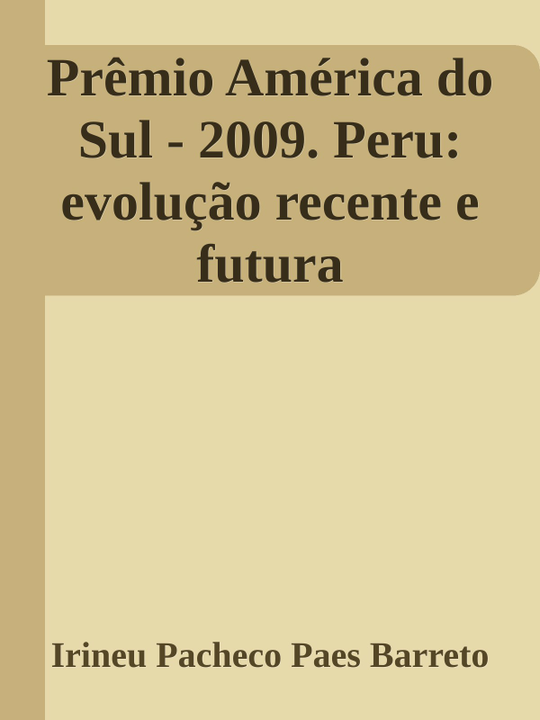 Prêmio América do
Sul - 2009. Peru:
evolução recente e
futura
Irineu Pacheco Paes Barreto